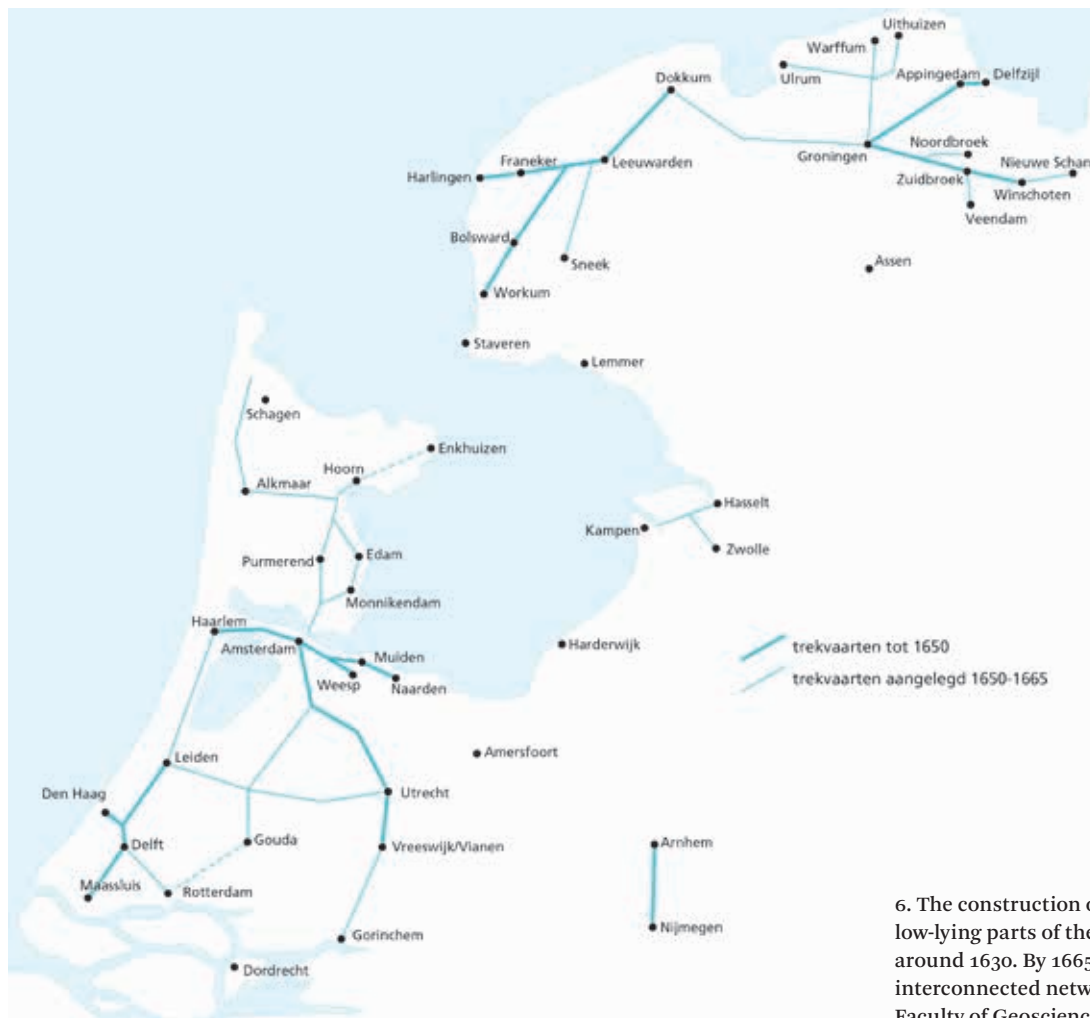 Uithuizen
Warffum
Ulrum
Appingedam
Delfzijl
Dokkum
Noordbroek
Groningen
Nieuwe Schan
Zuidbroek
Winschoten
Veendam
Franeker
Leeuwarden
Harlingen
Bolsward
Sneek
Workum
Assen
Staveren
Lemmer
Schagen
Enkhuizen
Hoorn
Alkmaar
Hasselt
Kampen
Zwolle
Purmerend
Edam
Monnikendam
Haarlem
Amsterdam
Muiden
Weesp
Naarden
Harderwijk
trekvaarten tot 1650
trekvaarten aangelegd 1650-1665
Amersfoort
Leiden
Den Haag
Utrecht
Delft
Gouda
Vreeswijk/Vianen
Arnhem
Maassluis
Rotterdam
Gorinchem
Nijmegen
Dordrecht
6. The construction
low-lying parts of the
around 1630. By 1665
interconnected netw
Faculty of Geoscienc